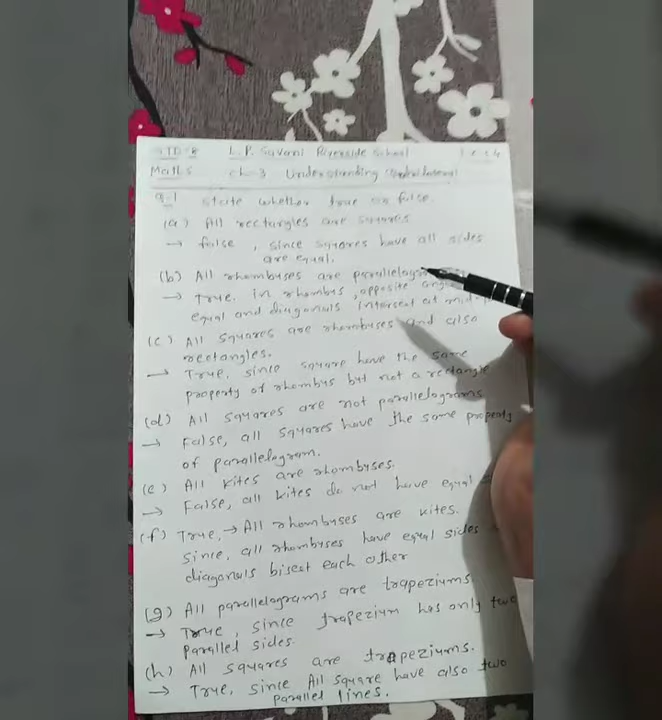 STD-8 L.P. Savani Riverside School Ex-3.4
Maths ch-3 Understanding Quadrilateral
Q-1 State whether true or false.
(a) All rectangles are squares
→ false, since squares have all sides
are equal.
(b) All rhombuses are parallelogr
→ True. in rhombus, opposite ang
equal and diagonals intersect at mid-p
(c) All squares are rhombuses and also
rectangles.
→ True, since square have the same
property of rhombus but not a rectangle
(d) All squares are not parallelograms
→ False, all squares have the same property
of parallelogram.
(e) All kites are rhombuses.
→ False, all kites do not have equal s
(f) True, → All rhombuses are kites.
since, all rhombuses have equal sides
diagonals bisect each other
(g) All parallelograms are trapeziums.
→ True, since trapezium has only two
parallel sides.
(h) All squares are trapeziums.
→ True, since All square have also two
parallel lines.